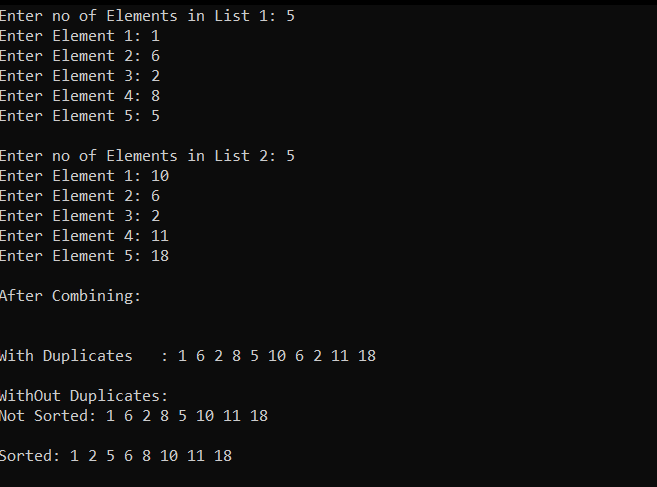 Enter no of Elements in List 1: 5
Enter Element 1: 1
Enter Element 2: 6
Enter Element 3: 2
Enter Element 4: 8
Enter Element 5: 5
Enter no of Elements in List 2: 5
Enter Element 1: 10
Enter Element 2: 6
Enter Element 3: 2
Enter Element 4: 11
Enter Element 5: 18
After Combining:
With Duplicates   : 1 6 2 8 5 10 6 2 11 18
WithOut Duplicates:
Not Sorted: 1 6 2 8 5 10 11 18
Sorted: 1 2 5 6 8 10 11 18